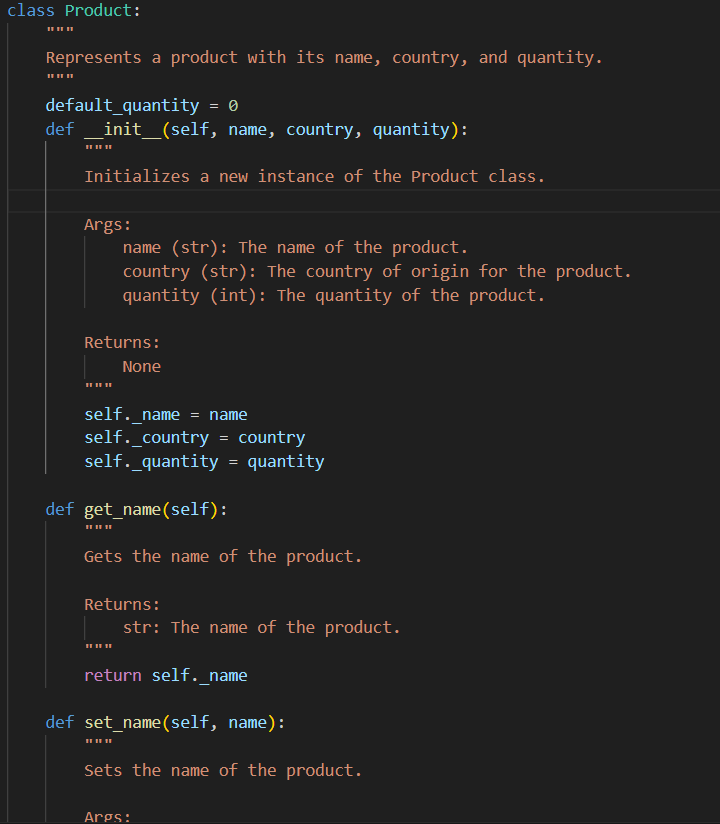 class Product:
    """
    Represents a product with its name, country, and quantity.
    """
    default_quantity = 0
    def __init__(self, name, country, quantity):
        """
        Initializes a new instance of the Product class.

        Args:
            name (str): The name of the product.
            country (str): The country of origin for the product.
            quantity (int): The quantity of the product.

        Returns:
            None
        """
        self._name = name
        self._country = country
        self._quantity = quantity

    def get_name(self):
        """
        Gets the name of the product.

        Returns:
            str: The name of the product.
        """
        return self._name

    def set_name(self, name):
        """
        Sets the name of the product.

        Args: